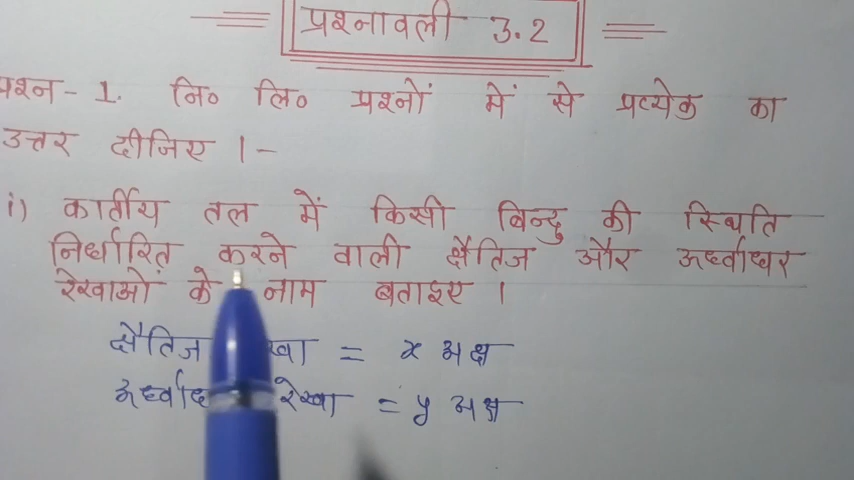 प्रश्नावली 3.2
प्रश्न - 1. नि० लि० प्रश्नों में से प्रत्येक का
उत्तर दीजिए । -
i) कार्तीय तल में किसी बिन्दु की स्थिति
निर्धारित करने वाली क्षैतिज और ऊर्ध्वाधर
रेखाओं के नाम बताइए ।
क्षैतिज = x अक्ष
रेखा = y अक्ष